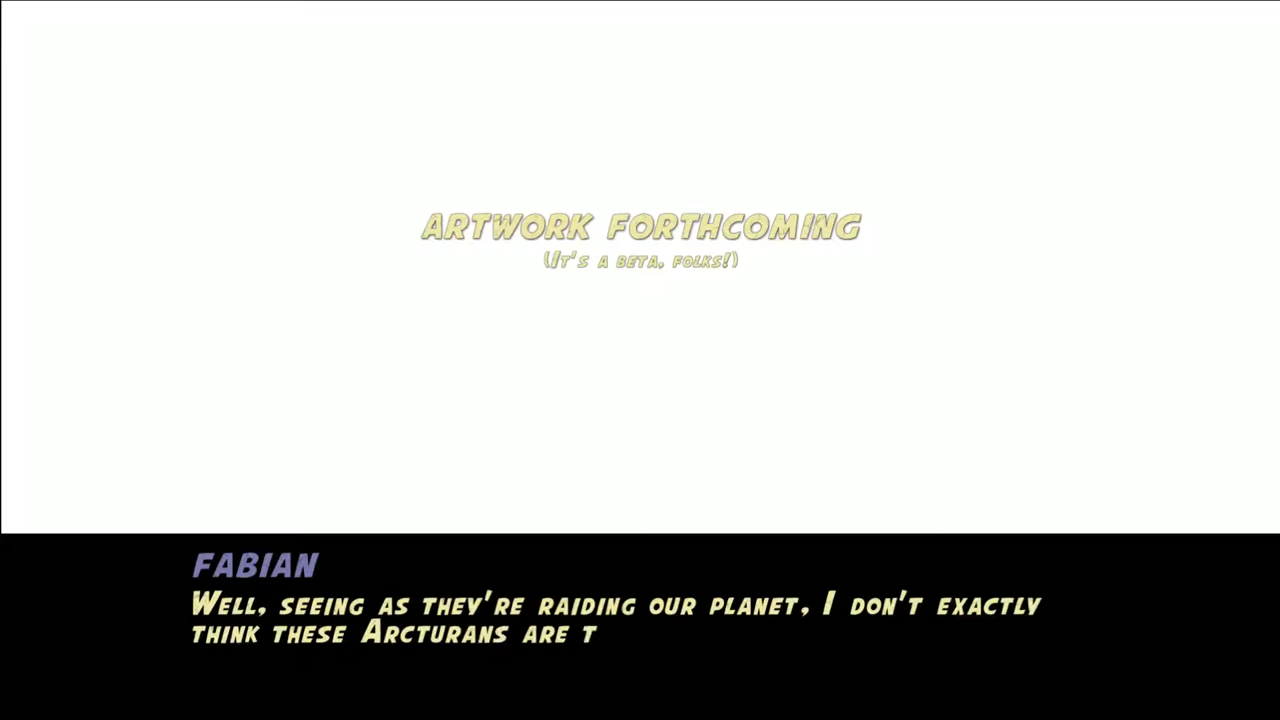 ARTWORK FORTHCOMING
(It's a beta, folks!)
FABIAN
Well, seeing as they're raiding our planet, I don't exactly
think these Arcturans are t